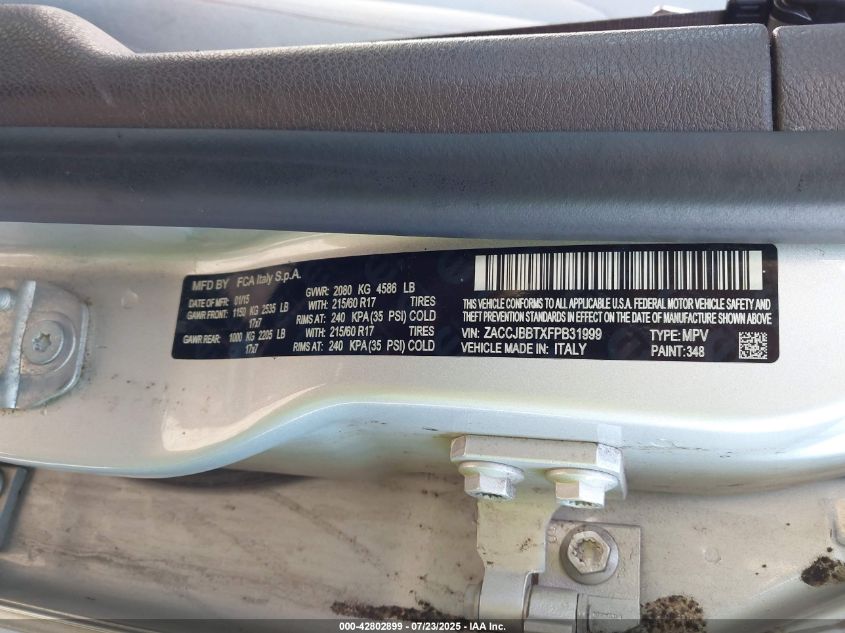 MFD BY FCA Italy S.p.A.
DATE OF MFR: 01/15
GAWR FRONT: 1150 KG 2535 LB
17x7
GAWR REAR: 1000 KG 2205 LB
17x7
GVWR: 2080 KG 4586 LB
WITH: 215/60 R17 TIRES
RIMS AT: 240 KPA(35 PSI) COLD
WITH: 215/60 R17 TIRES
RIMS AT: 240 KPA(35 PSI) COLD
THIS VEHICLE CONFORMS TO ALL APPLICABLE U.S.A. FEDERAL MOTOR VEHICLE SAFETY AND
THEFT PREVENTION STANDARDS IN EFFECT ON THE DATE OF MANUFACTURE SHOWN ABOVE.
VIN: ZACCJBBTXFPB31999 TYPE: MPV
VEHICLE MADE IN: ITALY PAINT: 348
000-42802899 - 07/23/2025 - IAA Inc.